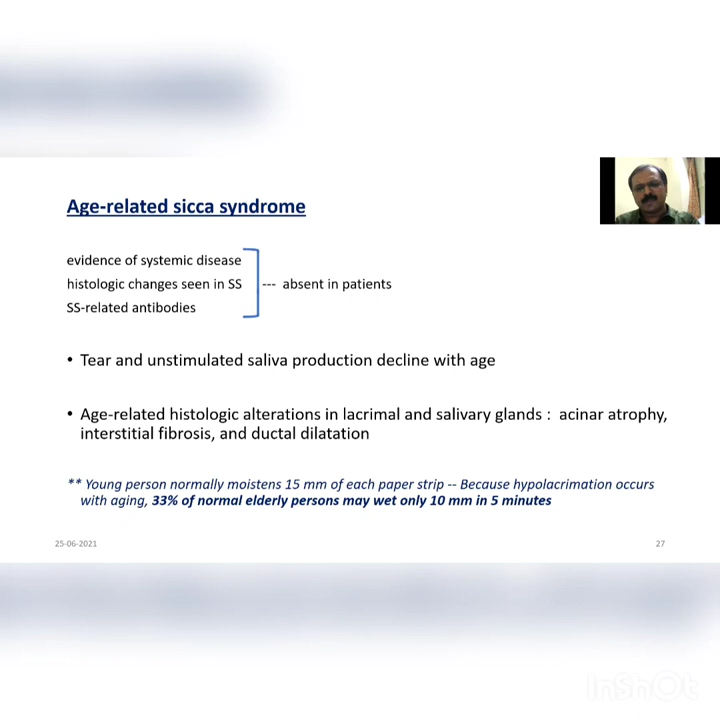 Age-related sicca syndrome
evidence of systemic disease
histologic changes seen in SS --- absent in patients
SS-related antibodies
• Tear and unstimulated saliva production decline with age
• Age-related histologic alterations in lacrimal and salivary glands : acinar atrophy,
interstitial fibrosis, and ductal dilatation
** Young person normally moistens 15 mm of each paper strip -- Because hypolacrimation occurs
with aging, 33% of normal elderly persons may wet only 10 mm in 5 minutes
25-06-2021
27
InShOt